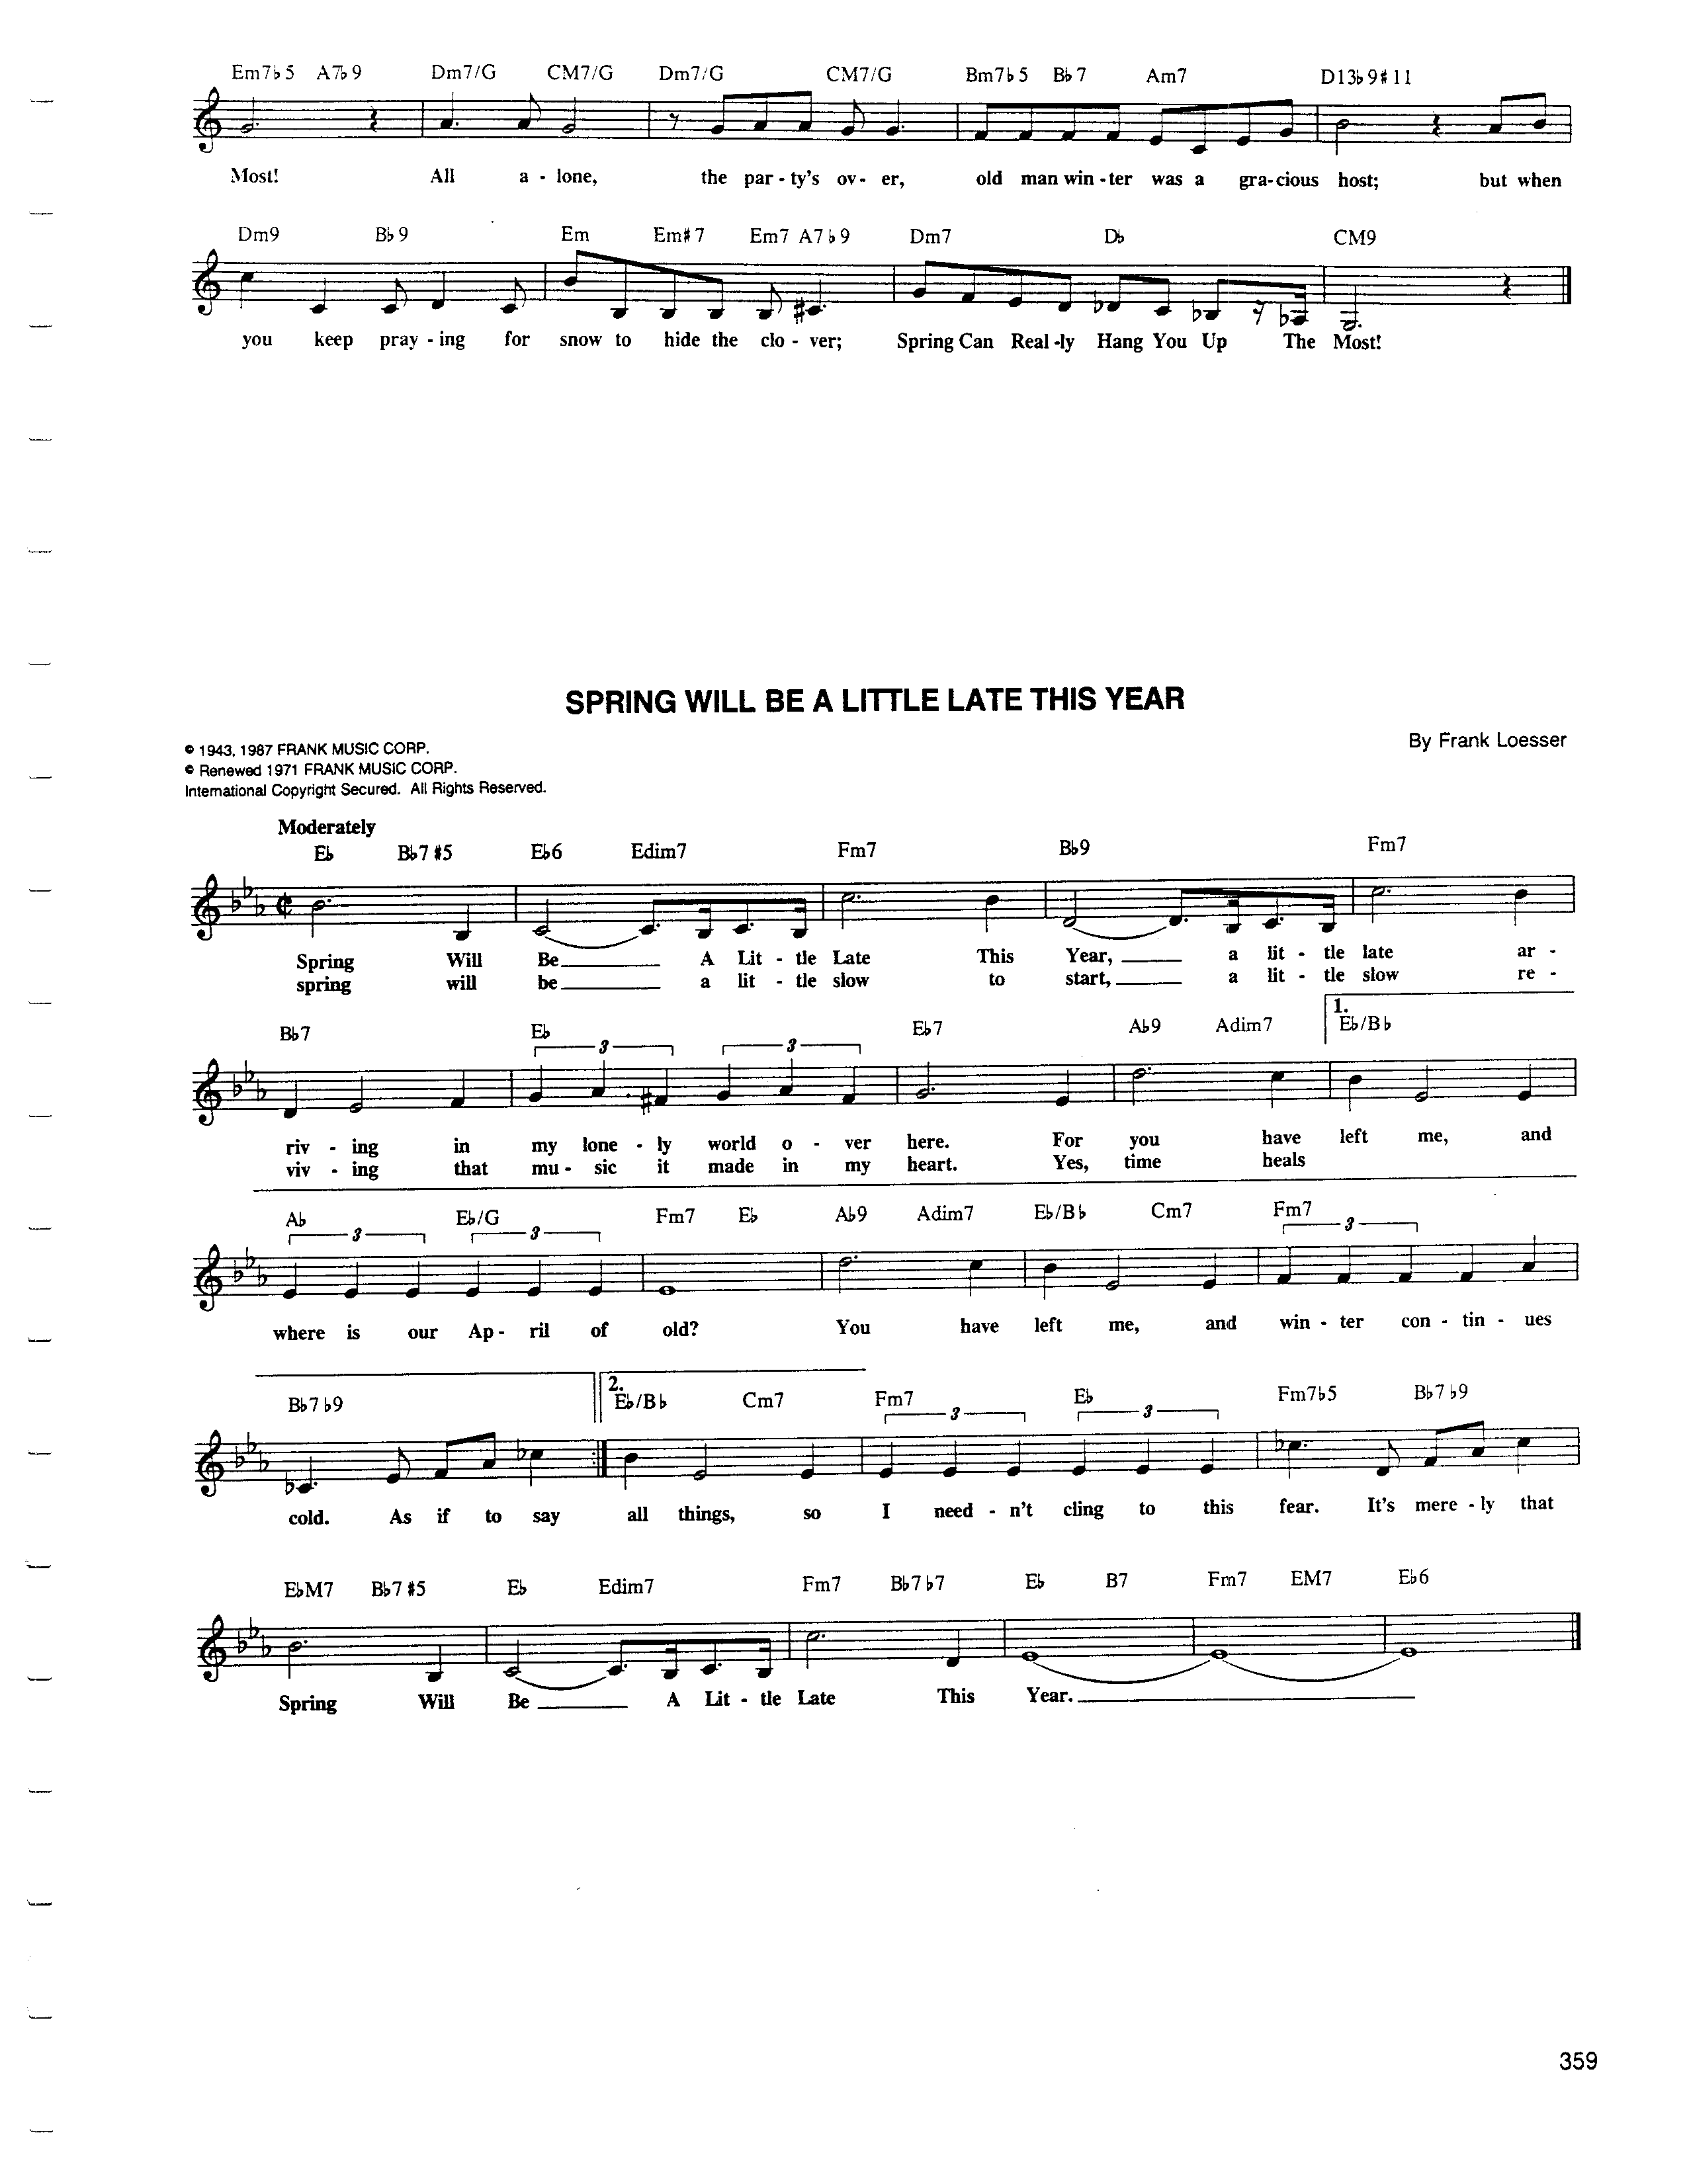 Em7♭5 A7♭9 Dm7/G CM7/G Dm7/G CM7/G Bm7♭5 B♭7 Am7 D13♭9#11
Most! All a - lone, the par - ty's ov - er, old man win - ter was a gra - cious host; but when
Dm9 B♭9 Em Em#7 Em7 A7♭9 Dm7 D♭ CM9
you keep pray - ing for snow to hide the clo - ver; Spring Can Real - ly Hang You Up The Most!
SPRING WILL BE A LITTLE LATE THIS YEAR
© 1943, 1987 FRANK MUSIC CORP.
© Renewed 1971 FRANK MUSIC CORP.
International Copyright Secured. All Rights Reserved.
By Frank Loesser
Moderately
E♭ B♭7#5 E♭6 Edim7 Fm7 B♭9 Fm7
Spring Will Be A Lit - tle Late This Year, a lit - tle late ar -
spring will be a lit - tle slow to start, a lit - tle slow re -
1.
B♭7 E♭ E♭7 A♭9 Adim7 E♭/B♭
3 3
riv - ing in my lone - ly world o - ver here. For you have left me, and
viv - ing that mu - sic it made in my heart. Yes, time heals
A♭ E♭/G Fm7 E♭ A♭9 Adim7 E♭/B♭ Cm7 Fm7
3 3 3
where is our Ap - ril of old? You have left me, and win - ter con - tin - ues
2.
B♭7♭9 E♭/B♭ Cm7 Fm7 E♭ Fm7♭5 B♭7♭9
3 3
cold. As if to say all things, so I need - n't cling to this fear. It's mere - ly that
E♭M7 B♭7#5 E♭ Edim7 Fm7 B♭7♭7 E♭ B7 Fm7 EM7 E♭6
Spring Will Be A Lit - tle Late This Year.
359